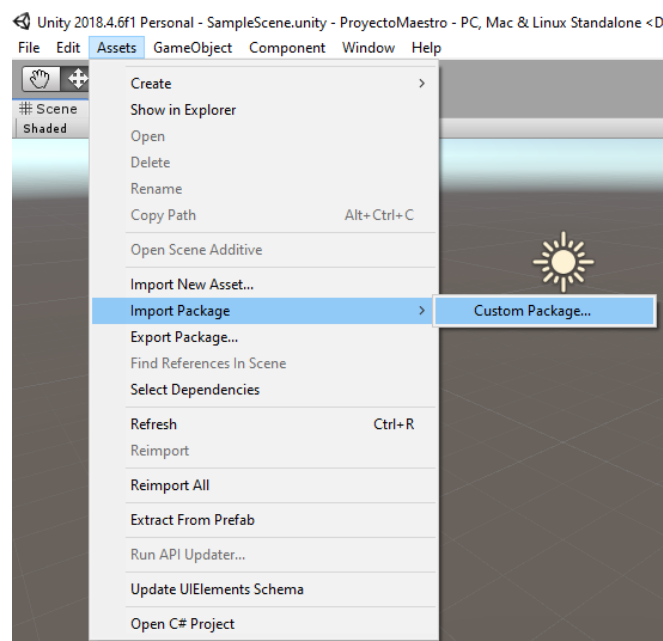 Unity 2018.4.6f1 Personal - SampleScene.unity - ProyectoMaestro - PC, Mac & Linux Standalone <D
File Edit Assets GameObject Component Window Help
Scene
Shaded
Create
Show in Explorer
Open
Delete
Rename
Copy Path Alt+Ctrl+C
Open Scene Additive
Import New Asset...
Import Package Custom Package...
Export Package...
Find References In Scene
Select Dependencies
Refresh Ctrl+R
Reimport
Reimport All
Extract From Prefab
Run API Updater...
Update UIElements Schema
Open C# Project